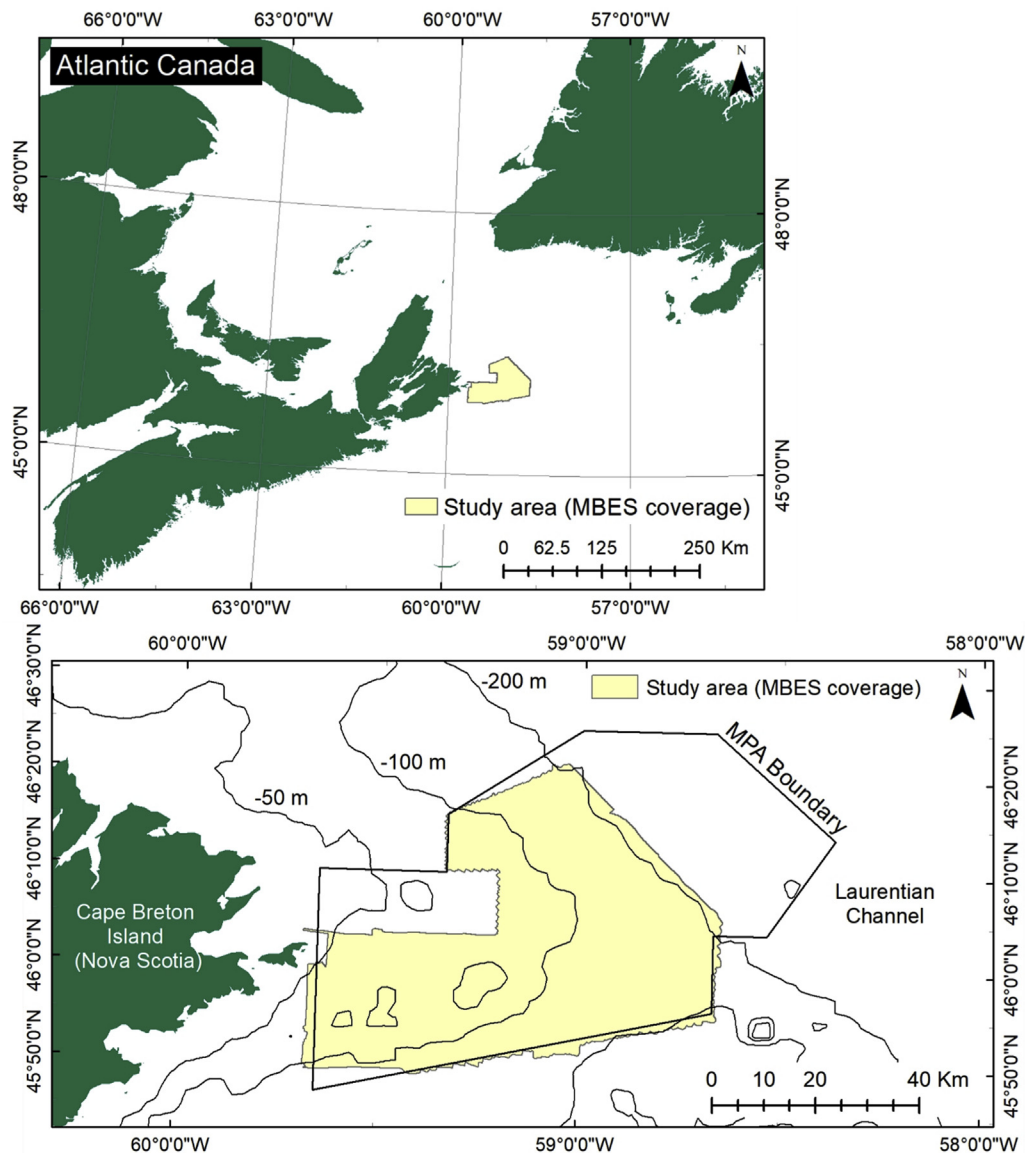 66°0'0"W 63°0'0"W 60°0'0"W 57°0'0"W
Atlantic Canada
N
48°0'0"N
48°0'0"N
45°0'0"N
45°0'0"N
Study area (MBES coverage)
0 62.5 125 250 Km
66°0'0"W 63°0'0"W 60°0'0"W 57°0'0"W
60°0'0"W 59°0'0"W 58°0'0"W
46°30'0"N
-200 m
Study area (MBES coverage)
N
46°20'0"N
-100 m
MPA Boundary
46°20'0"N
-50 m
46°10'0"N
46°10'0"N
Laurentian
Channel
Cape Breton
Island
(Nova Scotia)
46°0'0"N
46°0'0"N
45°50'0"N
45°50'0"N
0 10 20 40 Km
60°0'0"W 59°0'0"W 58°0'0"W